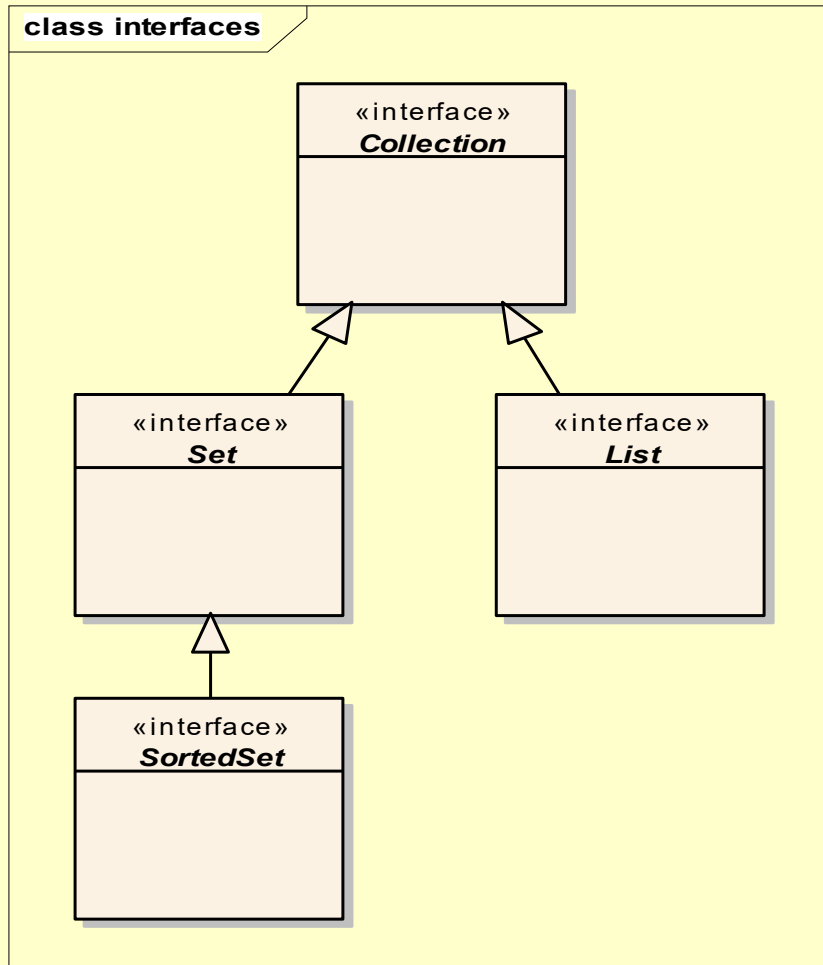 class interfaces
«interface»
Collection
«interface»
Set
«interface»
List
«interface»
SortedSet